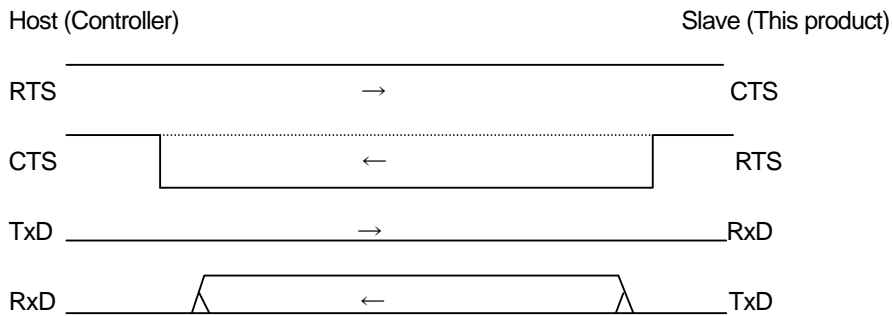 Host (Controller) Slave (This product)
RTS → CTS
CTS ← RTS
TxD → RxD
RxD ← TxD